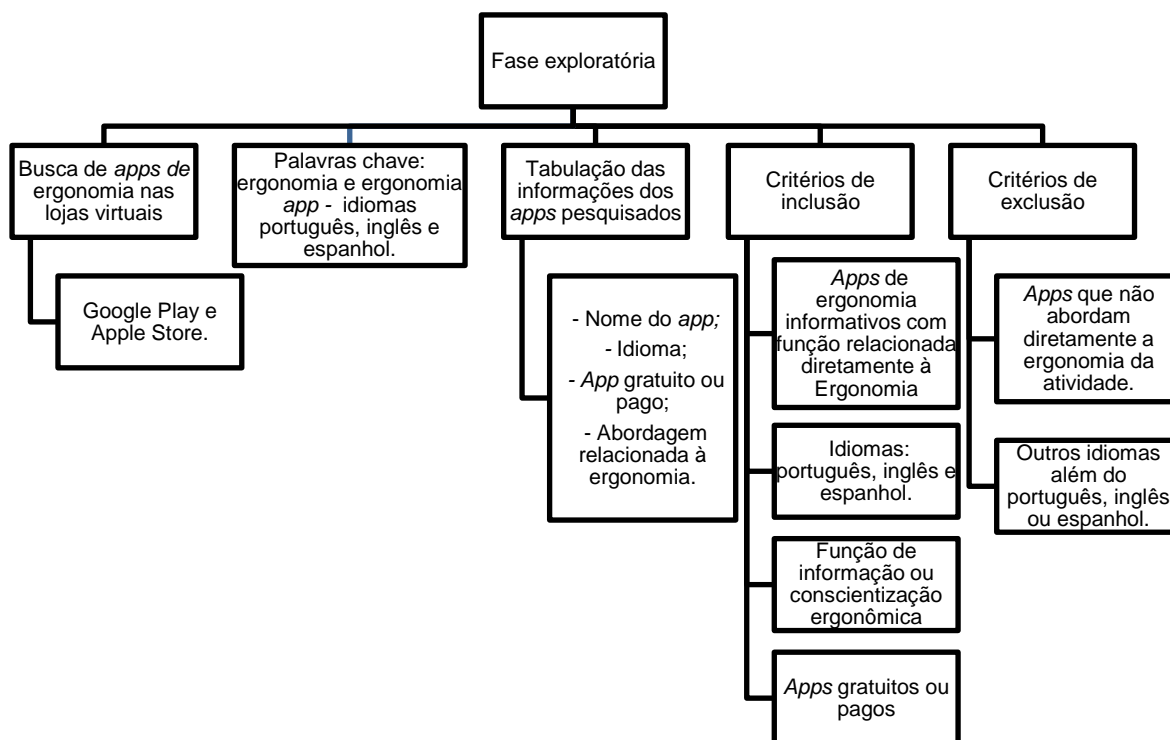 Fase exploratória
Busca de apps de
ergonomia nas
lojas virtuais
Google Play e
Apple Store.
Palavras chave:
ergonomia e ergonomia
app - idiomas
português, inglês e
espanhol.
Tabulação das
informações dos
apps pesquisados
- Nome do app;
- Idioma;
- App gratuito ou
pago;
- Abordagem
relacionada à
ergonomia.
Critérios de
inclusão
Apps de
ergonomia
informativos com
função relacionada
diretamente à
Ergonomia
Idiomas:
português, inglês e
espanhol.
Função de
informação ou
conscientização
ergonômica
Apps gratuitos ou
pagos
Critérios de
exclusão
Apps que não
abordam
diretamente a
ergonomia da
atividade.
Outros idiomas
além do
português, inglês
ou espanhol.